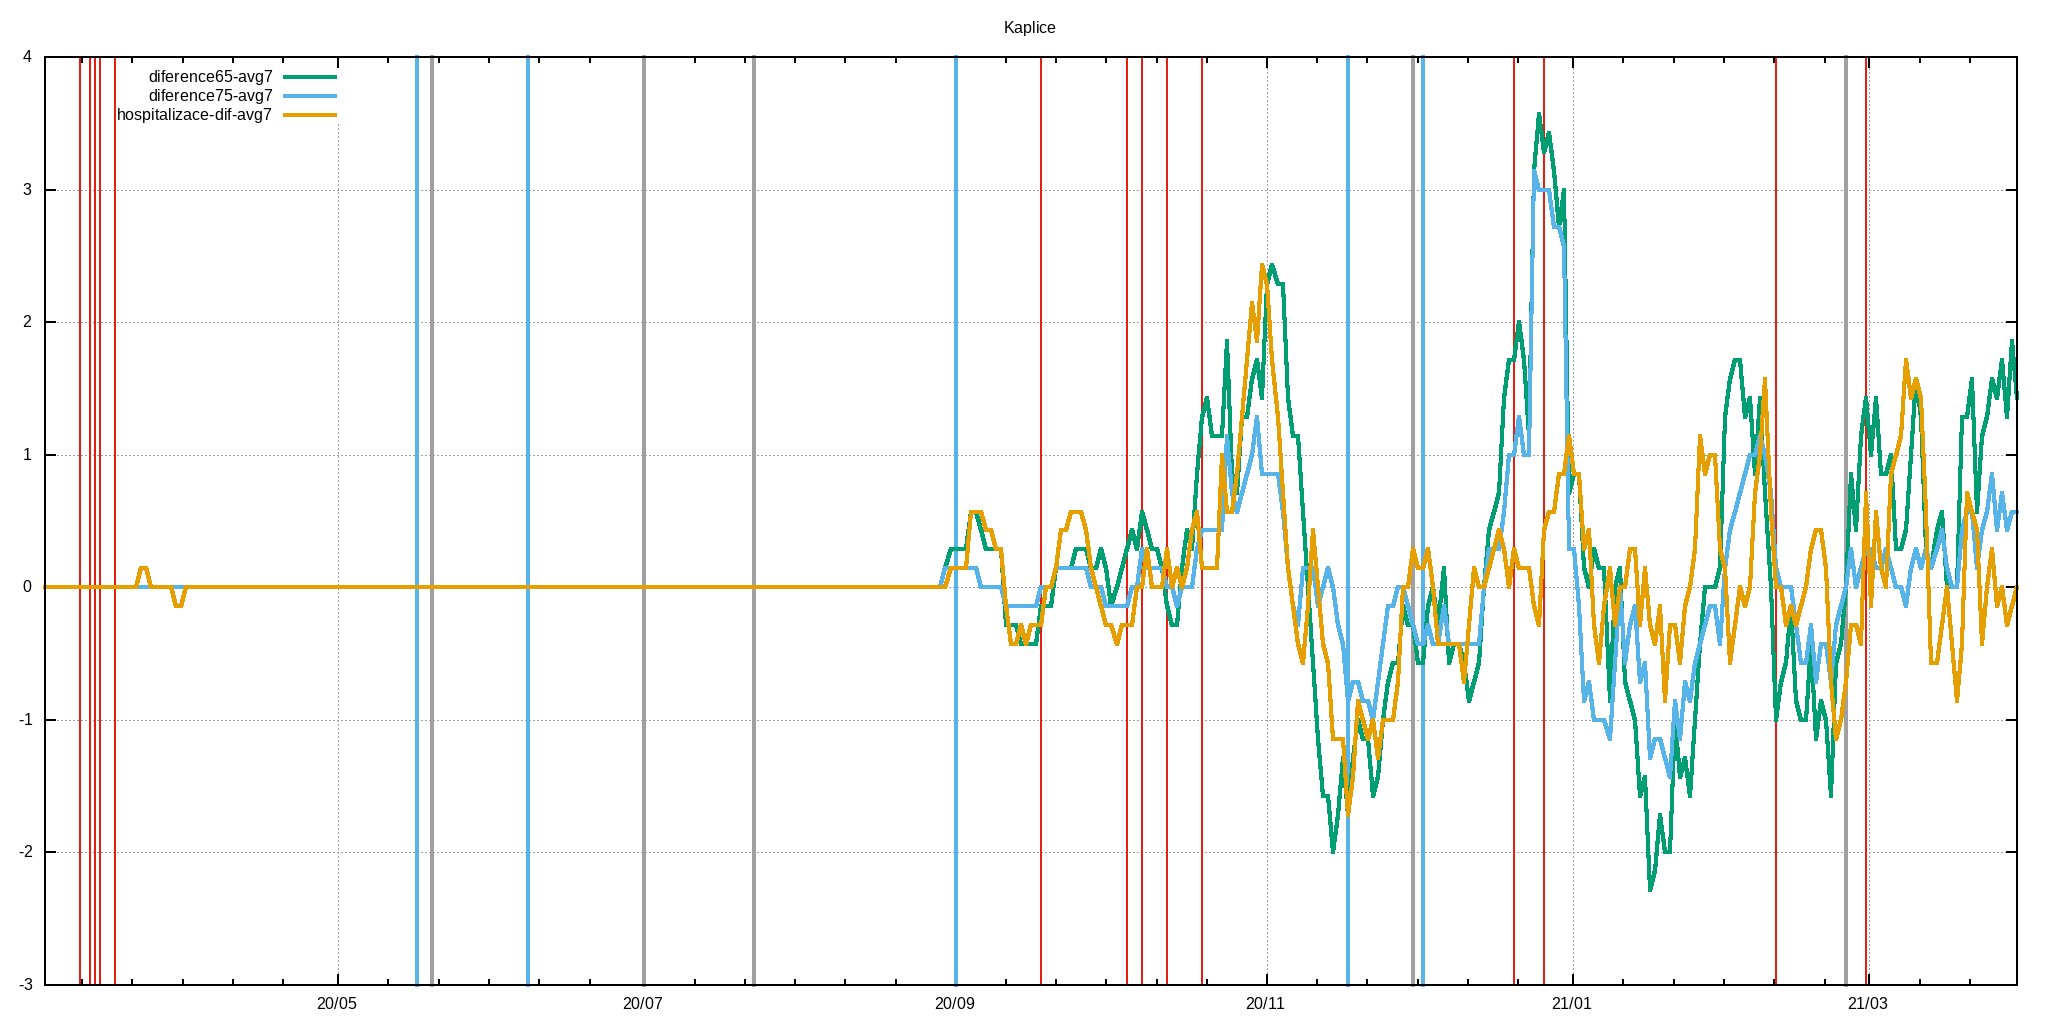 Kaplice
diference65-avg7
diference75-avg7
hospitalizace-dif-avg7
4
3
2
1
0
-1
-2
-3
20/05 20/07 20/09 20/11 21/01 21/03